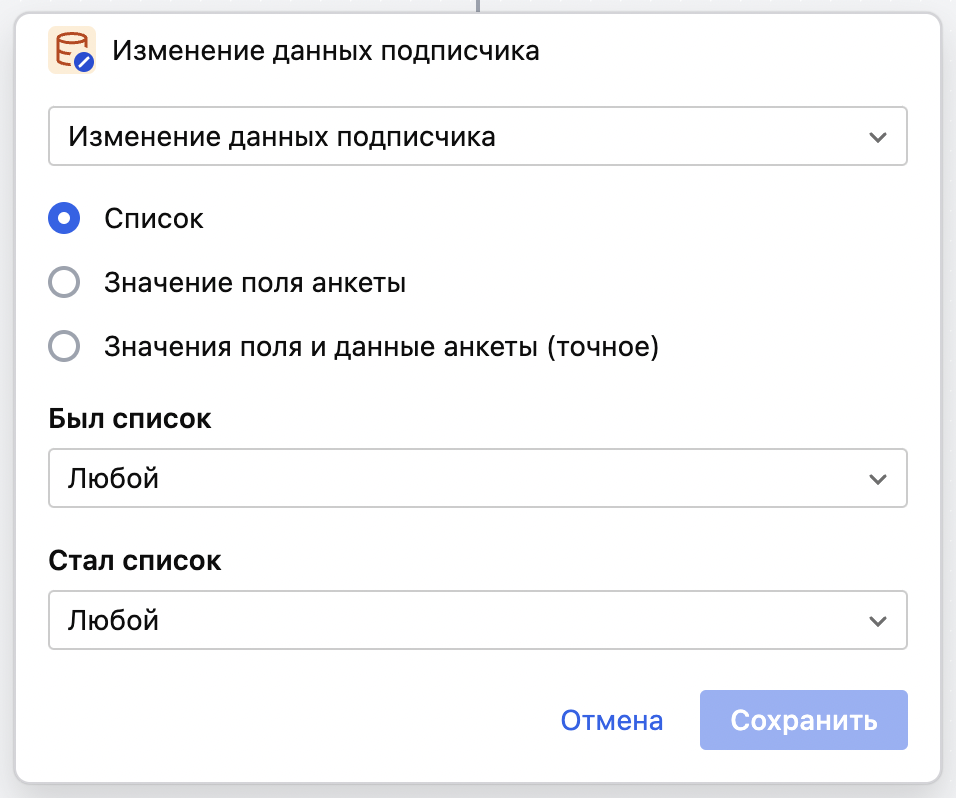 Изменение данных подписчика
Изменение данных подписчика
Список
Значение поля анкеты
Значения поля и данные анкеты (точное)
Был список
Любой
Стал список
Любой
Отмена
Сохранить